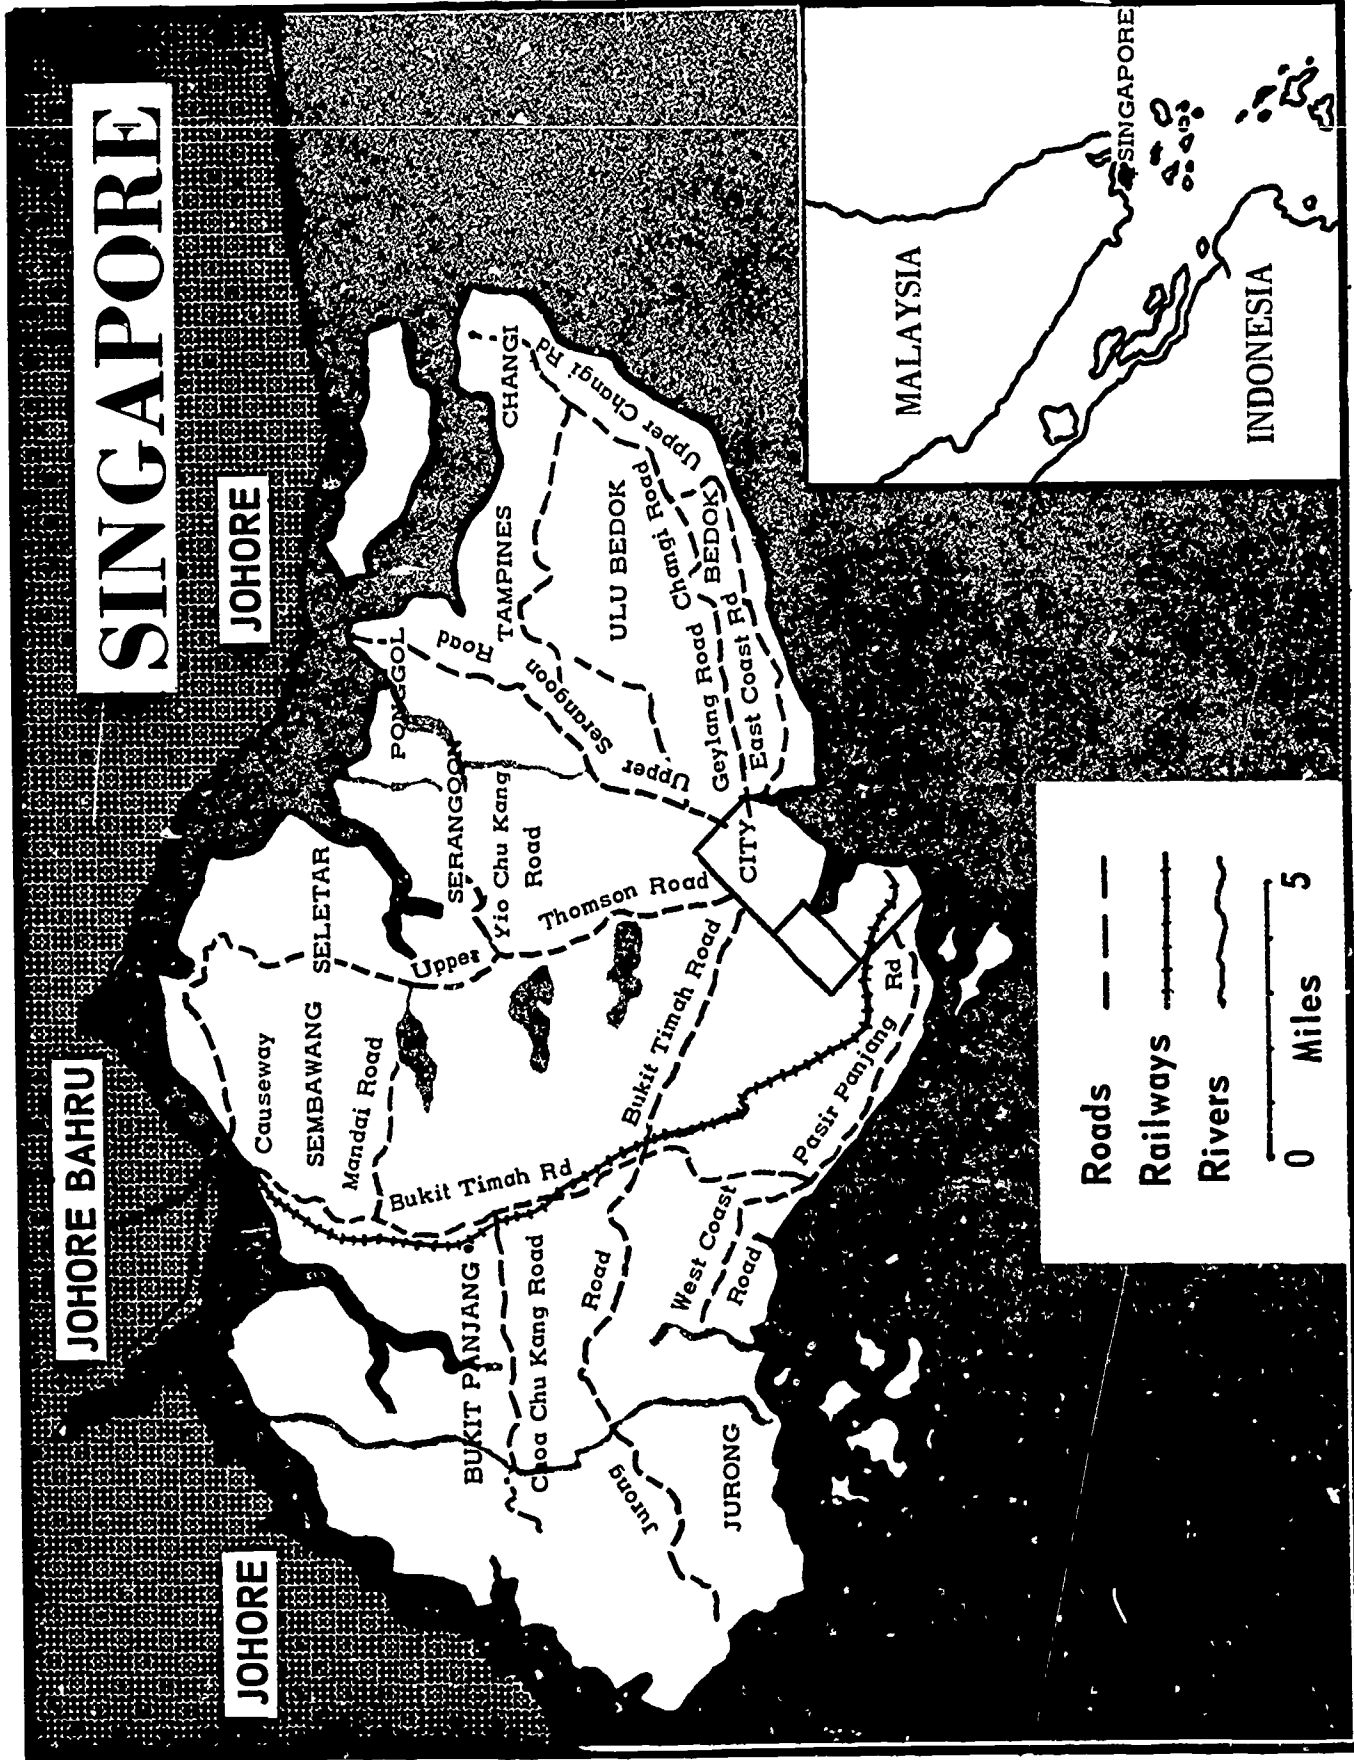 SINGAPORE
JOHORE
JOHORE BAHRU
JOHORE
Causeway
SEMBAWANG
SELETAR
Mandai Road
Upper
Thomson Road
SERANGOON
Yio Chu Kang
Road
PONGGOL
Upper
Serangoon
Road
TAMPINES
CHANGI
ULU BEDOK
Upper Changi Rd
Changi Road
Geylang Road
BEDOK
East Coast Rd
CITY
Bukit Timah Road
Bukit Timah Rd
BUKIT PANJANG
Choa Chu Kang Road
Jurong
Road
JURONG
West Coast
Road
Pasir Panjang
Rd
Roads
Railways
Rivers
0 5
Miles
MALAYSIA
SINGAPORE
INDONESIA